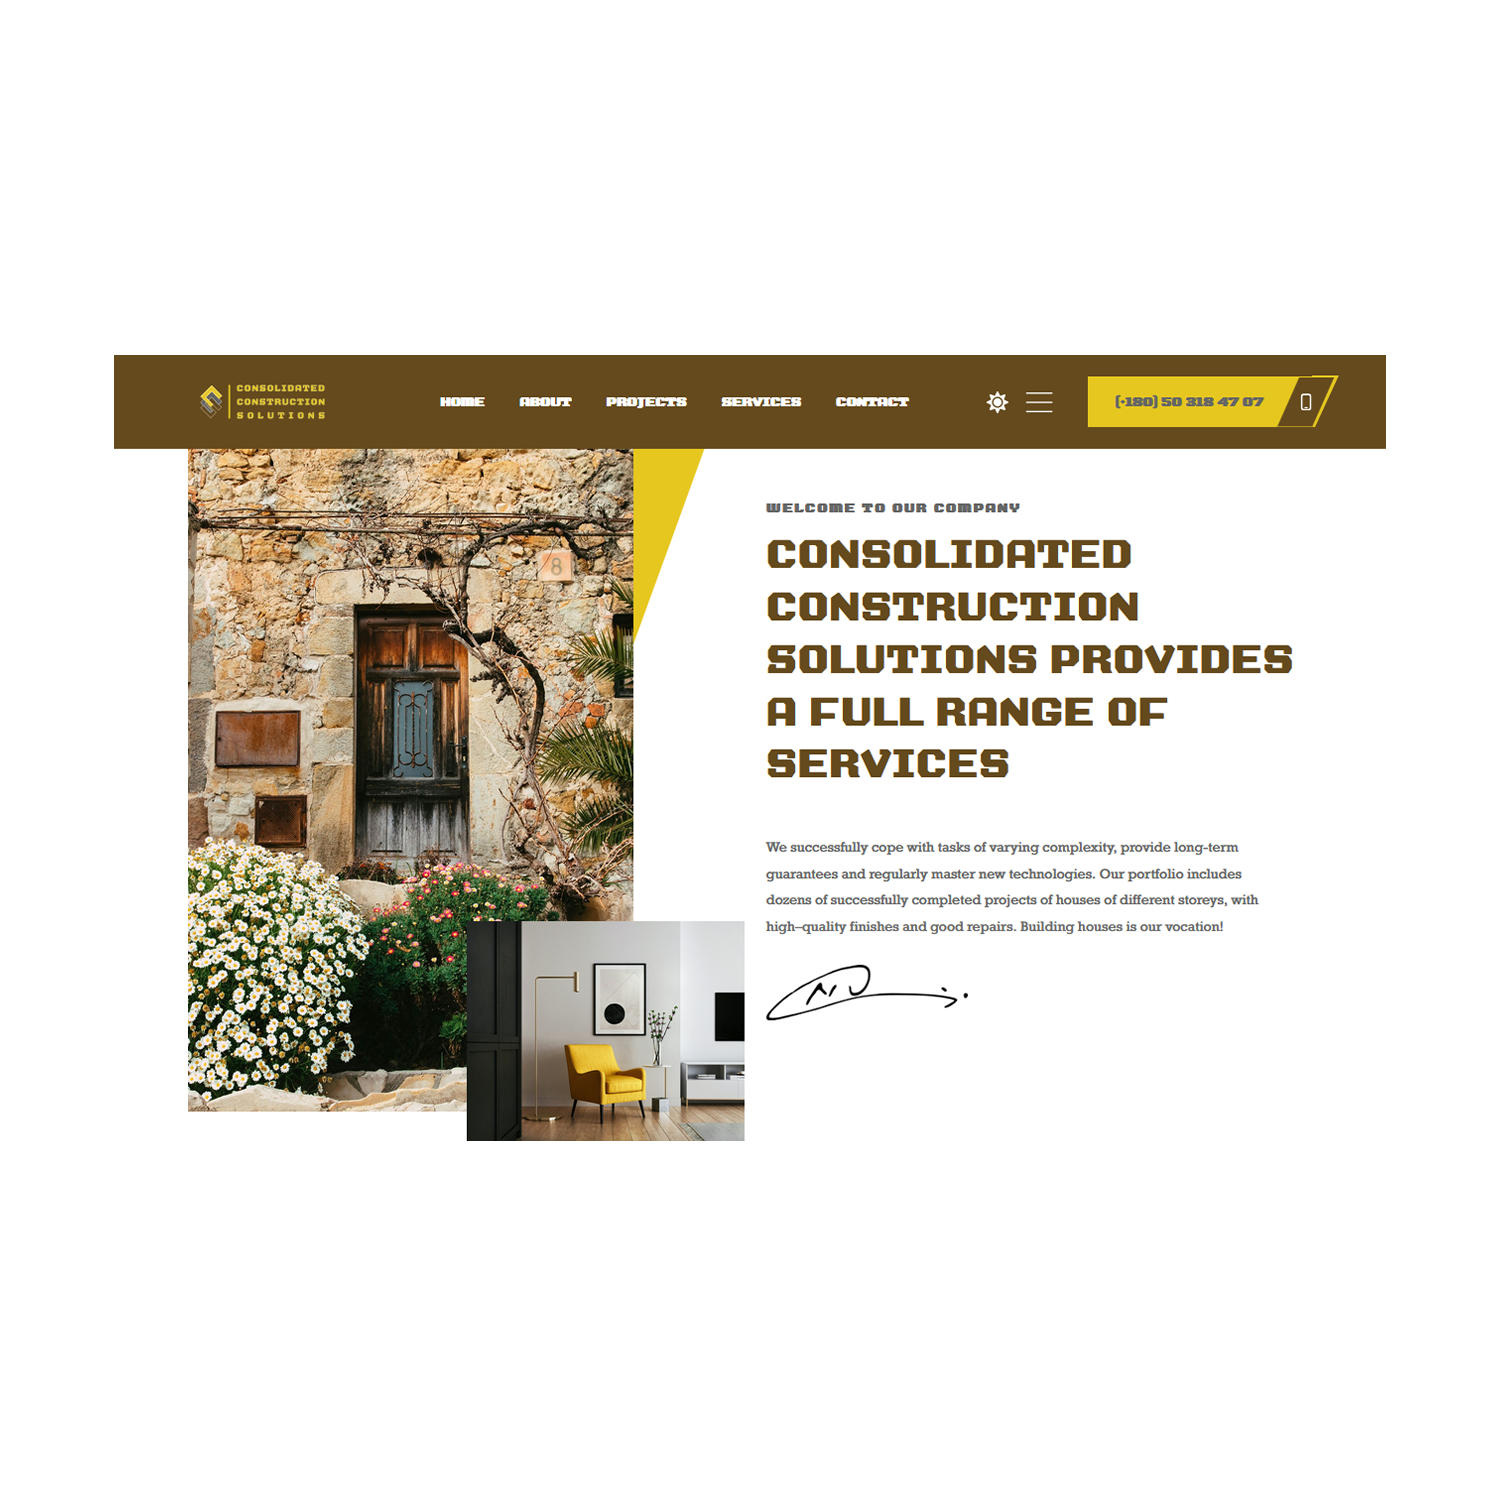 CONSOLIDATED
CONSTRUCTION
SOLUTIONS
HOME ABOUT PROJECTS SERVICES CONTACT
(+180) 50 318 47 07
8
WELCOME TO OUR COMPANY
CONSOLIDATED
CONSTRUCTION
SOLUTIONS PROVIDES
A FULL RANGE OF
SERVICES
We successfully cope with tasks of varying complexity, provide long-term
guarantees and regularly master new technologies. Our portfolio includes
dozens of successfully completed projects of houses of different storeys, with
high–quality finishes and good repairs. Building houses is our vocation!